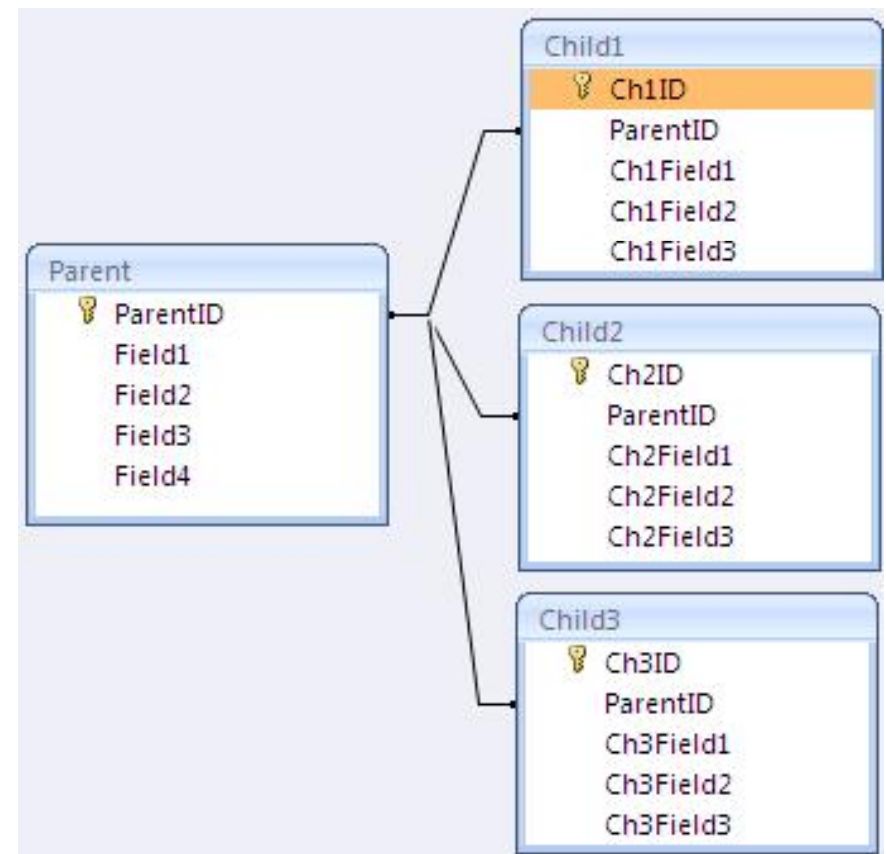 Parent
ParentID
Field1
Field2
Field3
Field4
Child1
Ch1ID
ParentID
Ch1Field1
Ch1Field2
Ch1Field3
Child2
Ch2ID
ParentID
Ch2Field1
Ch2Field2
Ch2Field3
Child3
Ch3ID
ParentID
Ch3Field1
Ch3Field2
Ch3Field3